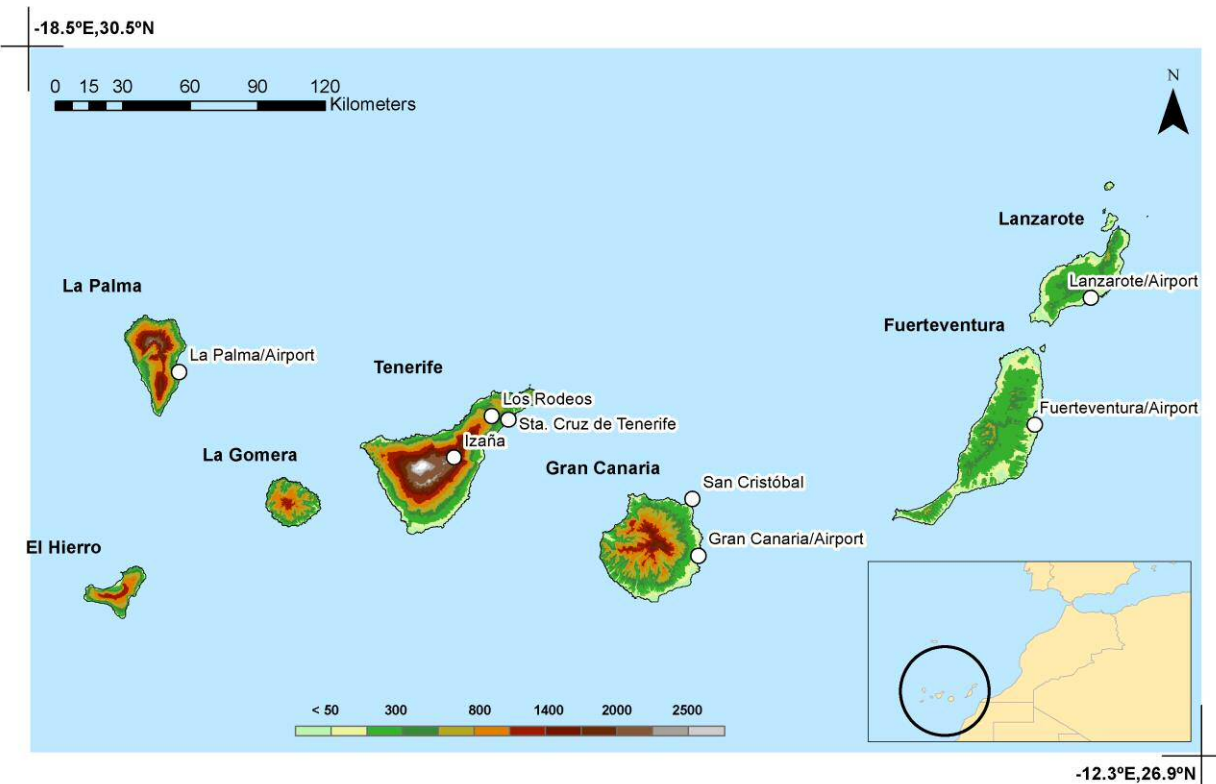 -18.5ºE,30.5ºN
0 15 30 60 90 120
Kilometers
N
Lanzarote
Lanzarote/Airport
La Palma
La Palma/Airport
Fuerteventura
Fuerteventura/Airport
Tenerife
Los Rodeos
Sta. Cruz de Tenerife
Izaña
La Gomera
Gran Canaria
San Cristóbal
Gran Canaria/Airport
El Hierro
< 50 300 800 1400 2000 2500
-12.3ºE,26.9ºN